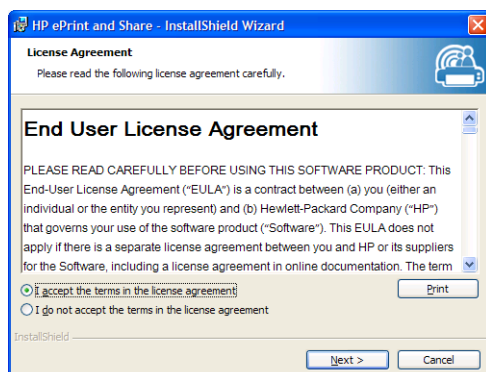 HP ePrint and Share - InstallShield Wizard
License Agreement
Please read the following license agreement carefully.
End User License Agreement
PLEASE READ CAREFULLY BEFORE USING THIS SOFTWARE PRODUCT: This
End-User License Agreement ("EULA") is a contract between (a) you (either an
individual or the entity you represent) and (b) Hewlett-Packard Company ("HP")
that governs your use of the software product ("Software"). This EULA does not
apply if there is a separate license agreement between you and HP or its suppliers
for the Software, including a license agreement in online documentation. The term
I accept the terms in the license agreement
Print
I do not accept the terms in the license agreement
InstallShield
Next >
Cancel